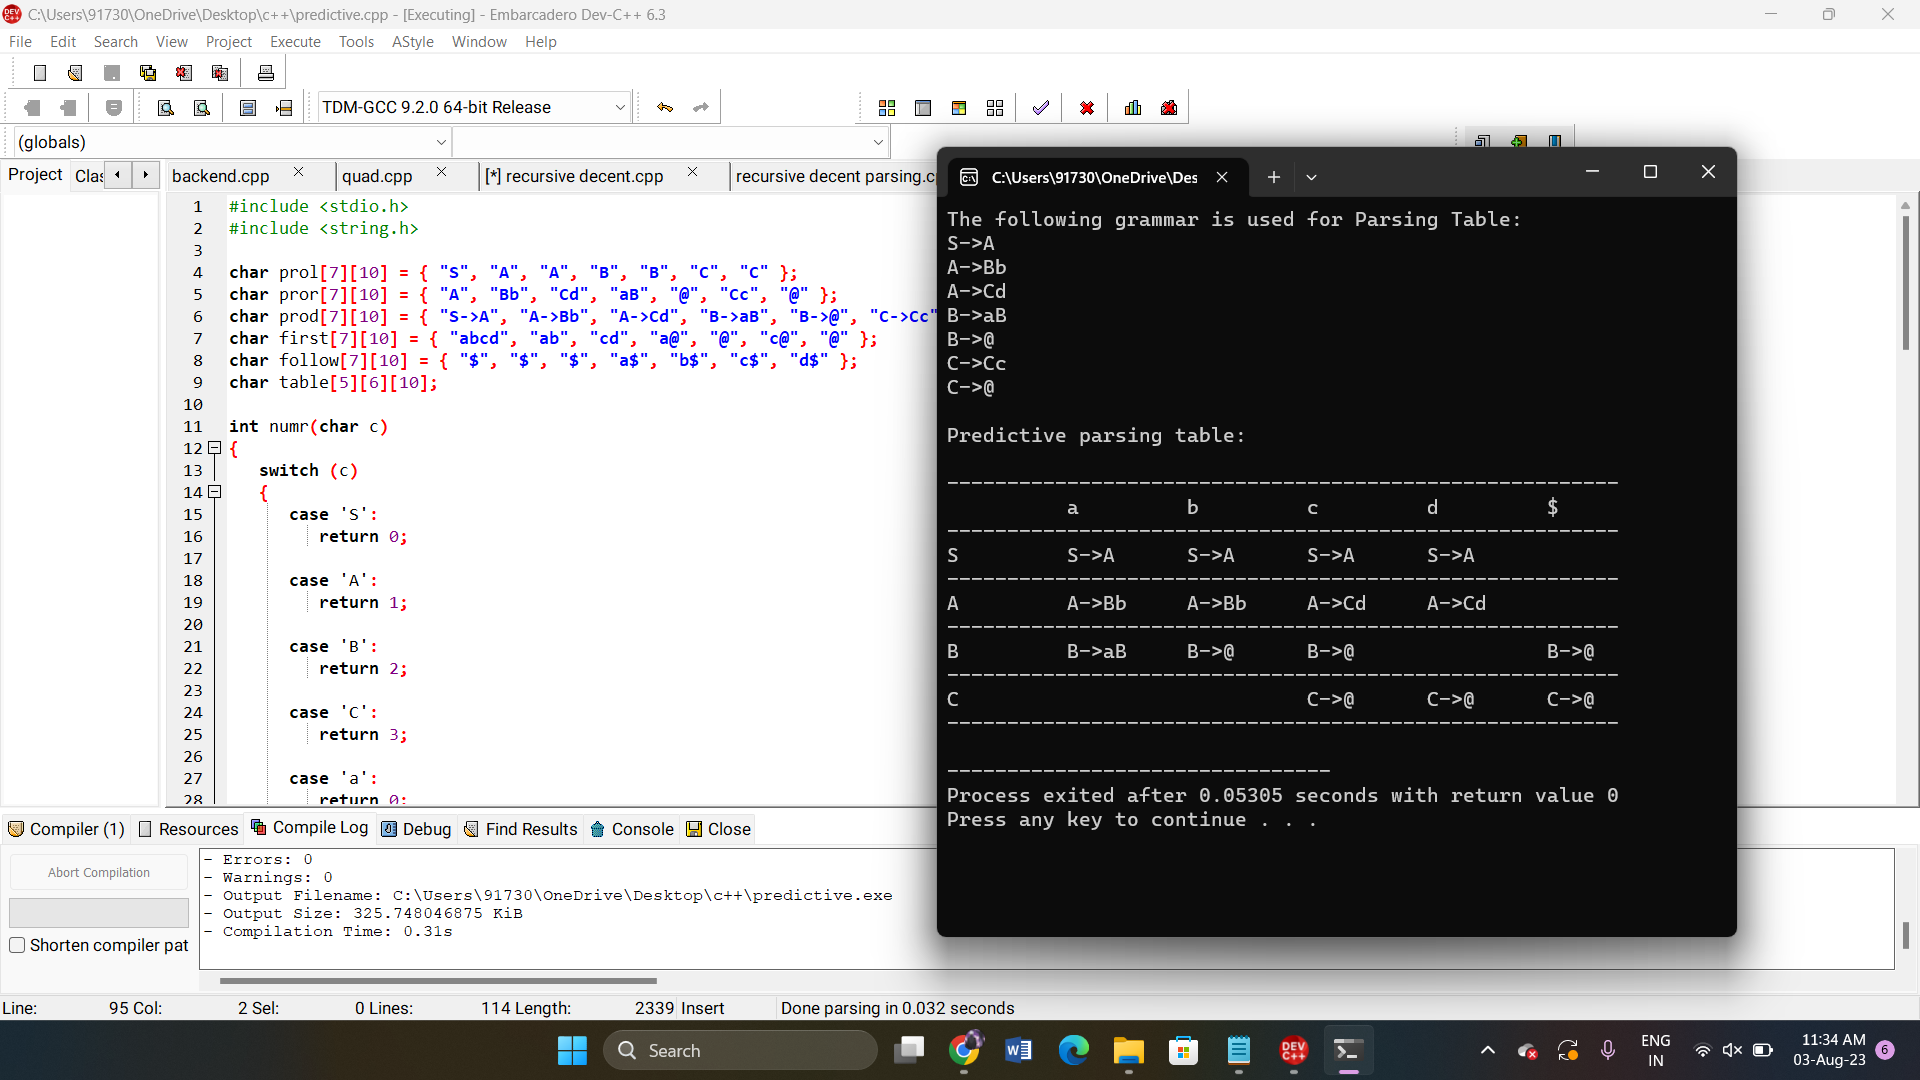 C:\Users\91730\OneDrive\Desktop\c++\predictive.cpp - [Executing] - Embarcadero Dev-C++ 6.3
File Edit Search View Project Execute Tools AStyle Window Help
TDM-GCC 9.2.0 64-bit Release
(globals)
Project Clas
backend.cpp quad.cpp [*] recursive decent.cpp recursive decent parsing.c
1 #include <stdio.h>
2 #include <string.h>
3
4 char prol[7][10] = { "S", "A", "A", "B", "B", "C", "C" };
5 char pror[7][10] = { "A", "Bb", "Cd", "aB", "@", "Cc", "@" };
6 char prod[7][10] = { "S->A", "A->Bb", "A->Cd", "B->aB", "B->@", "C->Cc"
7 char first[7][10] = { "abcd", "ab", "cd", "a@", "@", "c@", "@" };
8 char follow[7][10] = { "$", "$", "$", "a$", "b$", "c$", "d$" };
9 char table[5][6][10];
10
11 int numr(char c)
12 {
13 switch (c)
14 {
15 case 'S':
16 return 0;
17
18 case 'A':
19 return 1;
20
21 case 'B':
22 return 2;
23
24 case 'C':
25 return 3;
26
27 case 'a':
28 return 0;
C:\Users\91730\OneDrive\Des
The following grammar is used for Parsing Table:
S->A
A->Bb
A->Cd
B->aB
B->@
C->Cc
C->@
Predictive parsing table:
--------------------------------------------------------
a b c d $
--------------------------------------------------------
S S->A S->A S->A S->A
--------------------------------------------------------
A A->Bb A->Bb A->Cd A->Cd
--------------------------------------------------------
B B->aB B->@ B->@ B->@
--------------------------------------------------------
C C->@ C->@ C->@
--------------------------------------------------------
--------------------------------
Process exited after 0.05305 seconds with return value 0
Press any key to continue . . .
Compiler (1) Resources Compile Log Debug Find Results Console Close
Abort Compilation
Shorten compiler pat
- Errors: 0
- Warnings: 0
- Output Filename: C:\Users\91730\OneDrive\Desktop\c++\predictive.exe
- Output Size: 325.748046875 KiB
- Compilation Time: 0.31s
Line: 95 Col: 2 Sel: 0 Lines: 114 Length: 2339 Insert Done parsing in 0.032 seconds
Search
DEV C++
ENG
IN
11:34 AM
03-Aug-23
6